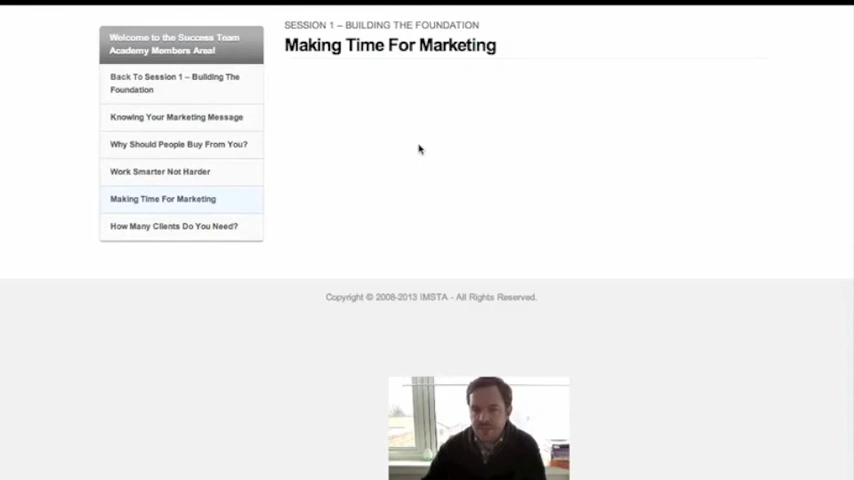 SESSION 1 – BUILDING THE FOUNDATION
Making Time For Marketing
Welcome to the Success Team
Academy Members Area!
Back To Session 1 – Building The
Foundation
Knowing Your Marketing Message
Why Should People Buy From You?
Work Smarter Not Harder
Making Time For Marketing
How Many Clients Do You Need?
Copyright © 2008-2013 IMSTA - All Rights Reserved.